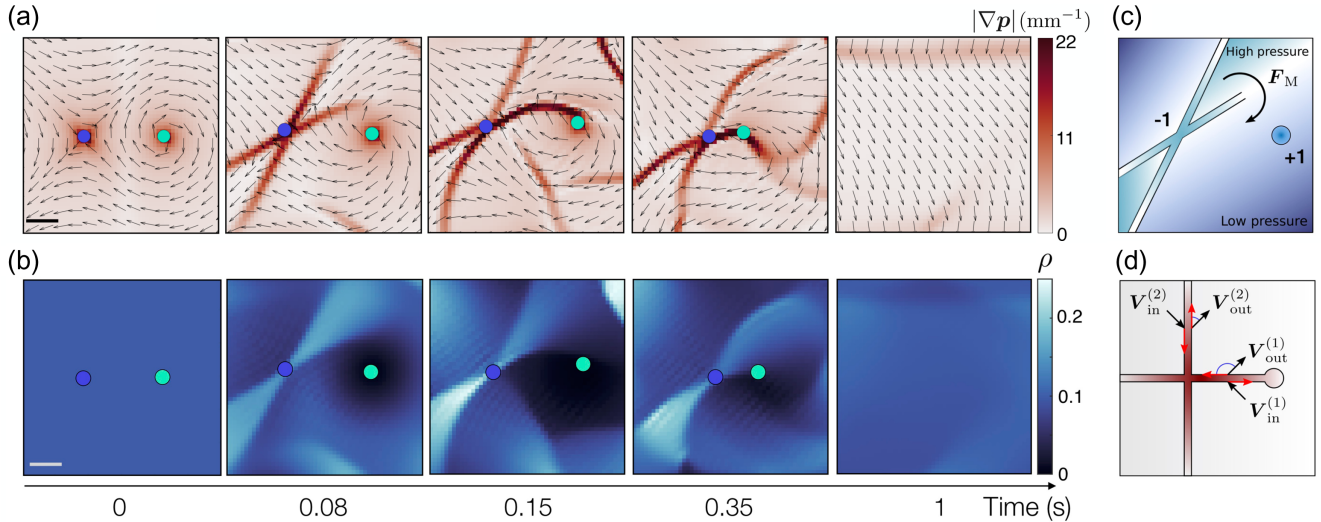 (a)
|∇p| (mm⁻¹)
22
11
0
(b)
ρ
0.2
0.1
0
0
0.08
0.15
0.35
1
Time (s)
(c)
High pressure
F_M
-1
+1
Low pressure
(d)
V_in^(2)
V_out^(2)
V_out^(1)
V_in^(1)